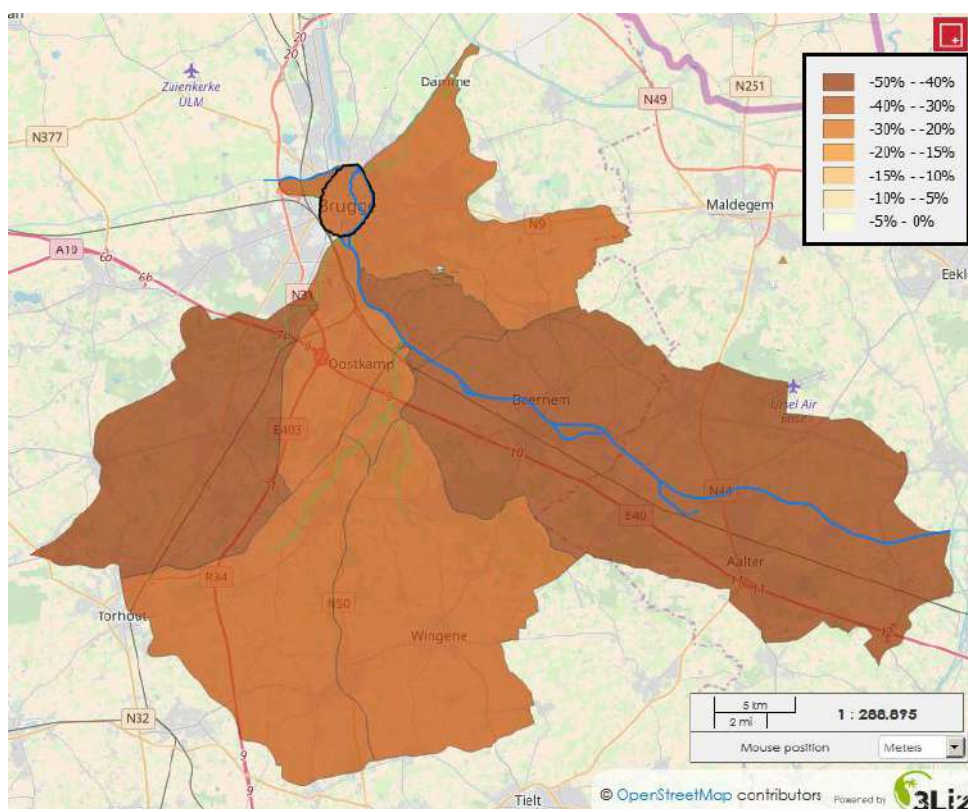 20
20
Damme
Zuienkerke
ULM
N49
N251
N377
Maldegem
Brugge
N9
A10
6a
6b
N31
Eekl
Oostkamp
Beernem
Ursel Air
Base
E403
10
N44
E40
Aalter
11
R34
Torhout
N50
Wingene
N32
9
9
Tielt
-50% - -40%
-40% - -30%
-30% - -20%
-20% - -15%
-15% - -10%
-10% - -5%
-5% - 0%
5 km
2 mi
1 : 288.895
Mouse position
Meters
© OpenStreetMap contributors
Powered by
3Liz